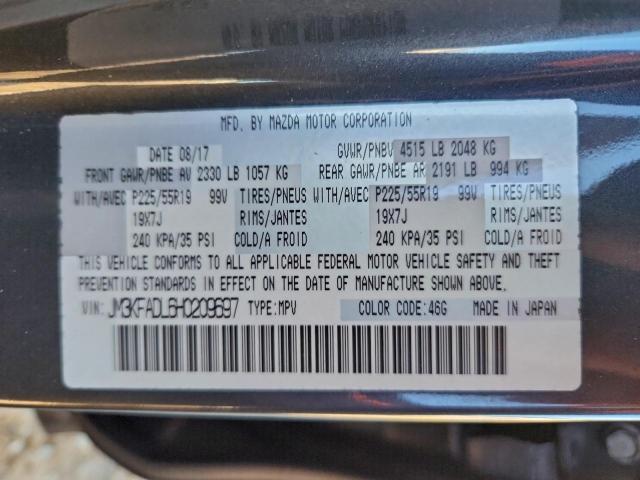 MFD. BY MAZDA MOTOR CORPORATION
DATE 08/17 GVWR/PNBV 4515 LB 2048 KG
FRONT GAWR/PNBE AV 2330 LB 1057 KG REAR GAWR/PNBE AR 2191 LB 994 KG
WITH/AVEC P225/55R19 99V TIRES/PNEUS WITH/AVEC P225/55R19 99V TIRES/PNEUS
19X7J RIMS/JANTES 19X7J RIMS/JANTES
240 KPA/35 PSI COLD/A FROID 240 KPA/35 PSI COLD/A FROID
THIS VEHICLE CONFORMS TO ALL APPLICABLE FEDERAL MOTOR VEHICLE SAFETY AND THEFT
PREVENTION STANDARDS IN EFFECT ON THE DATE OF MANUFACTURE SHOWN ABOVE.
VIN: JM3KFADL6H0209697 TYPE:MPV COLOR CODE:46G MADE IN JAPAN